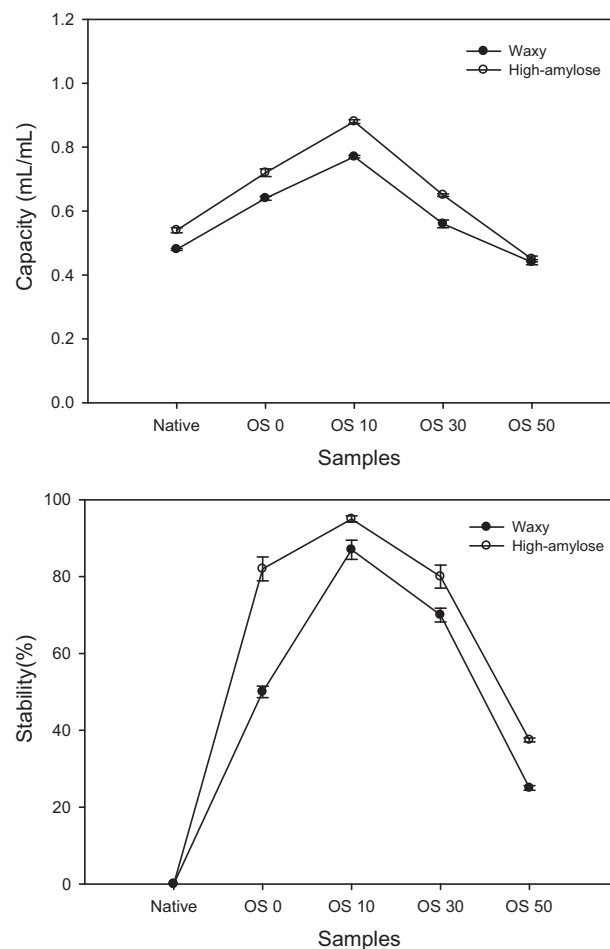 1.2
1.0
0.8
0.6
0.4
0.2
0.0
Capacity (mL/mL)
Waxy
High-amylose
Native OS 0 OS 10 OS 30 OS 50
Samples
100
80
60
40
20
0
Stability(%)
Waxy
High-amylose
Native OS 0 OS 10 OS 30 OS 50
Samples